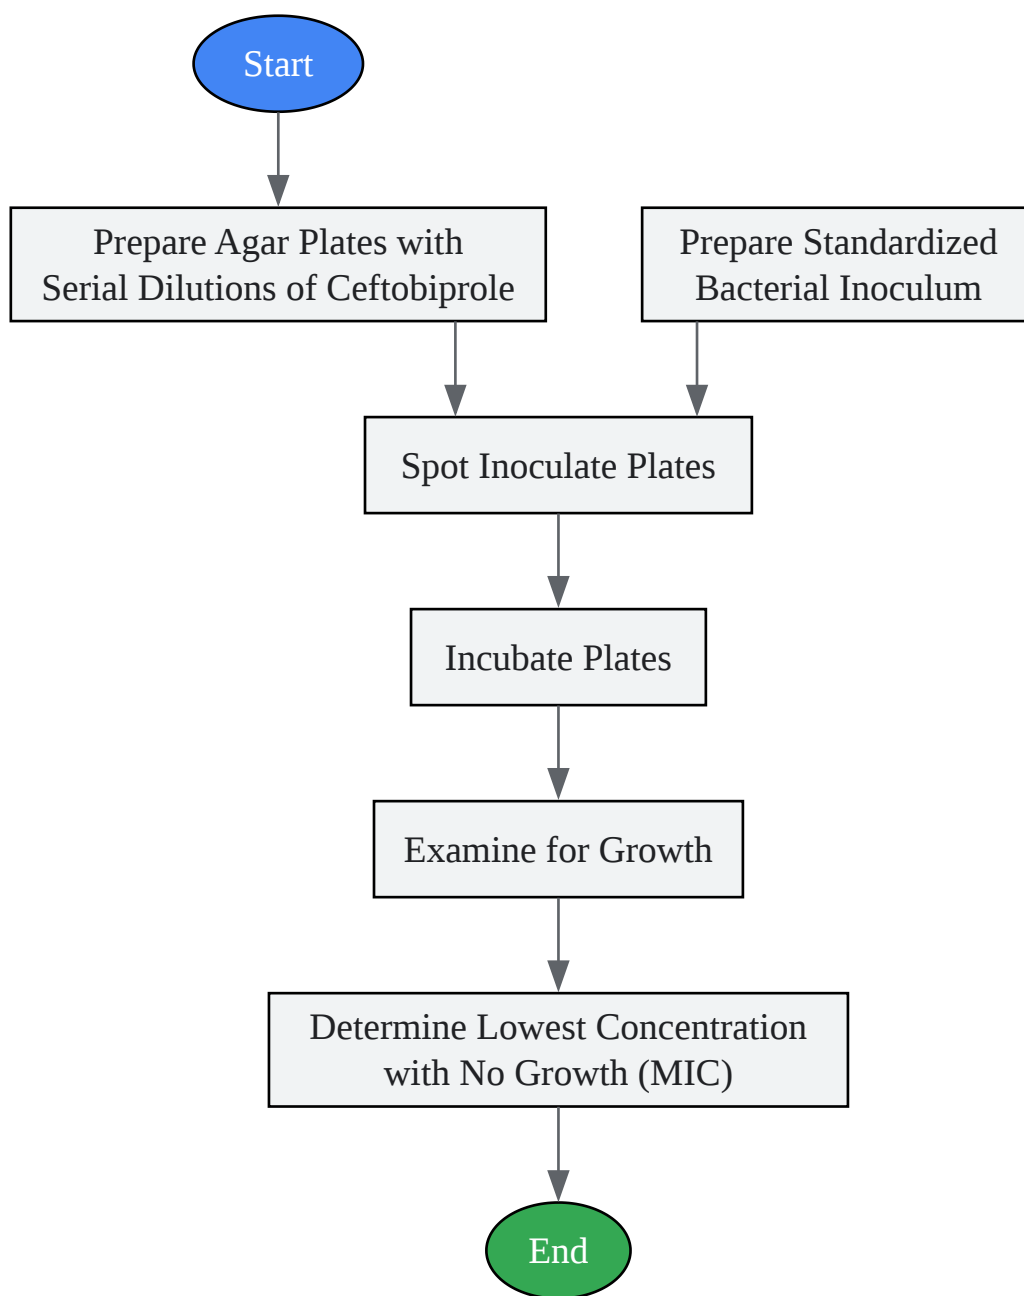 Start
Prepare Agar Plates with
Serial Dilutions of Ceftobiprole
Prepare Standardized
Bacterial Inoculum
Spot Inoculate Plates
Incubate Plates
Examine for Growth
Determine Lowest Concentration
with No Growth (MIC)
End